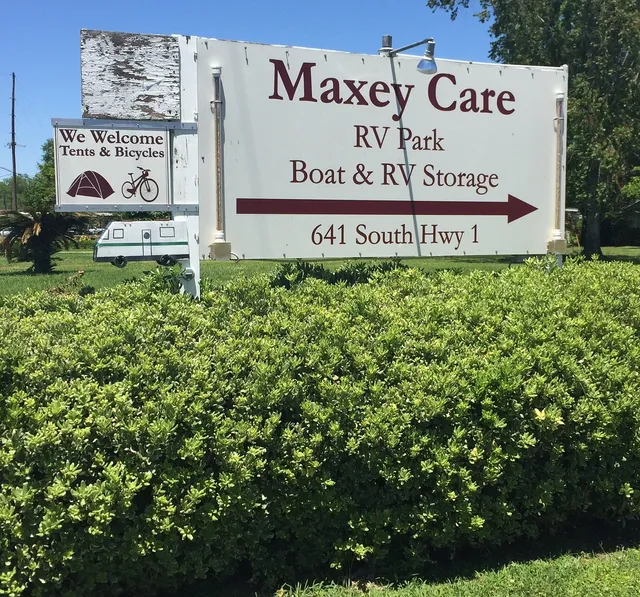 We Welcome
Tents & Bicycles
Maxey Care
RV Park
Boat & RV Storage
641 South Hwy 1